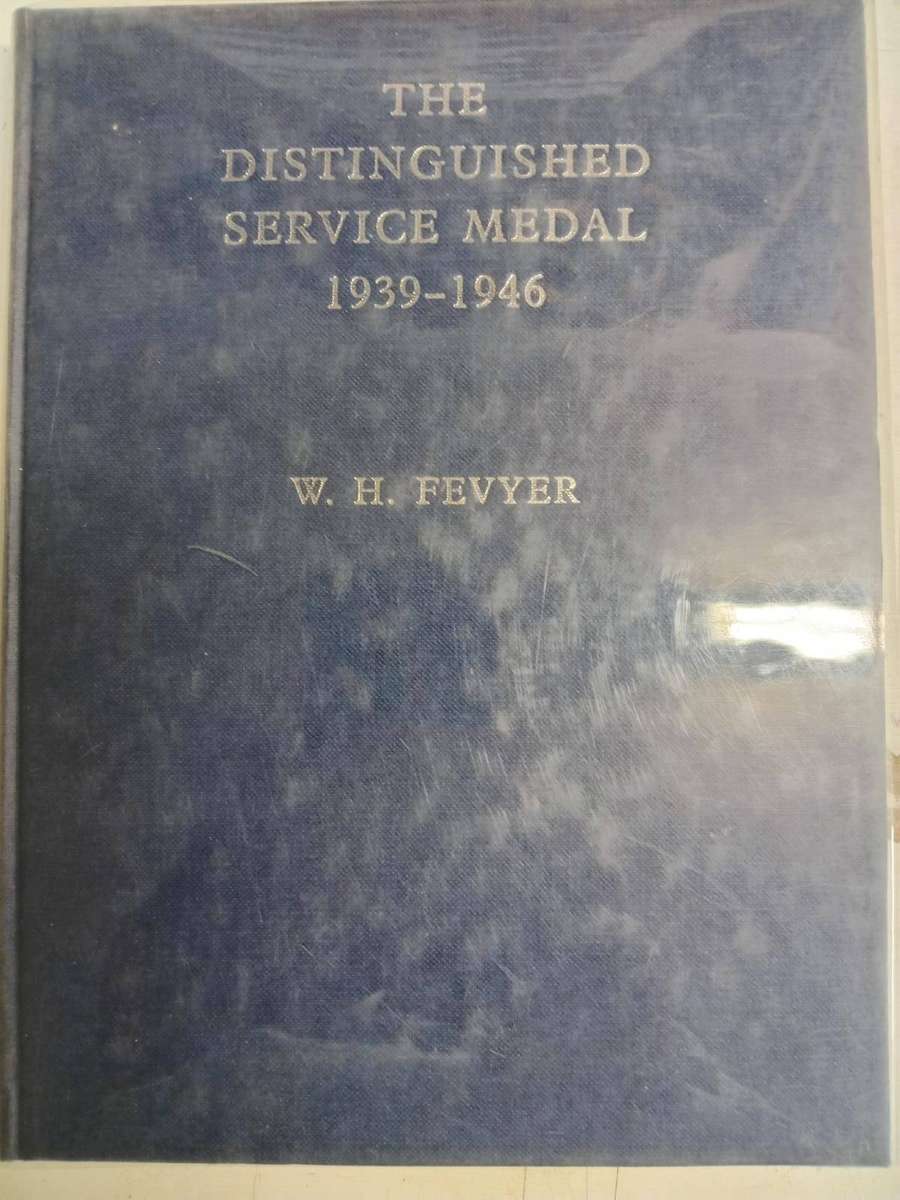 THE
DISTINGUISHED
SERVICE MEDAL
1939–1946
W. H. FEVYER